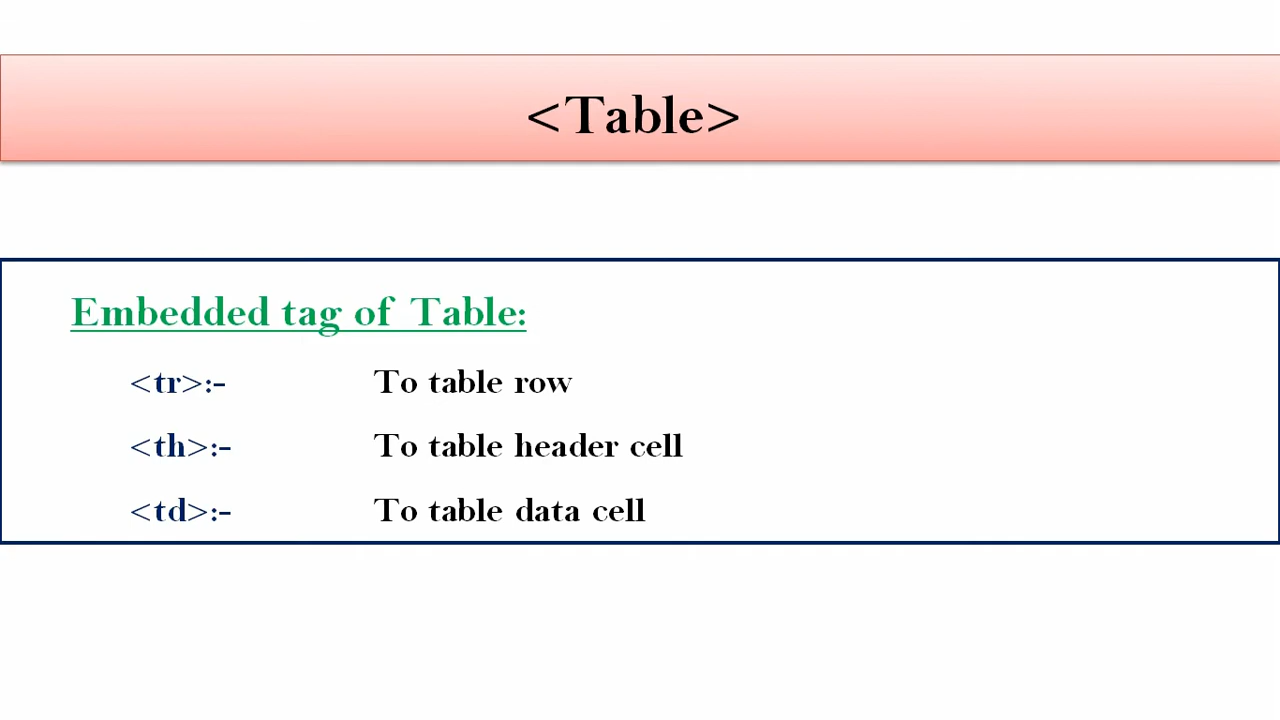 <Table>
Embedded tag of Table:
<tr>:- To table row
<th>:- To table header cell
<td>:- To table data cell